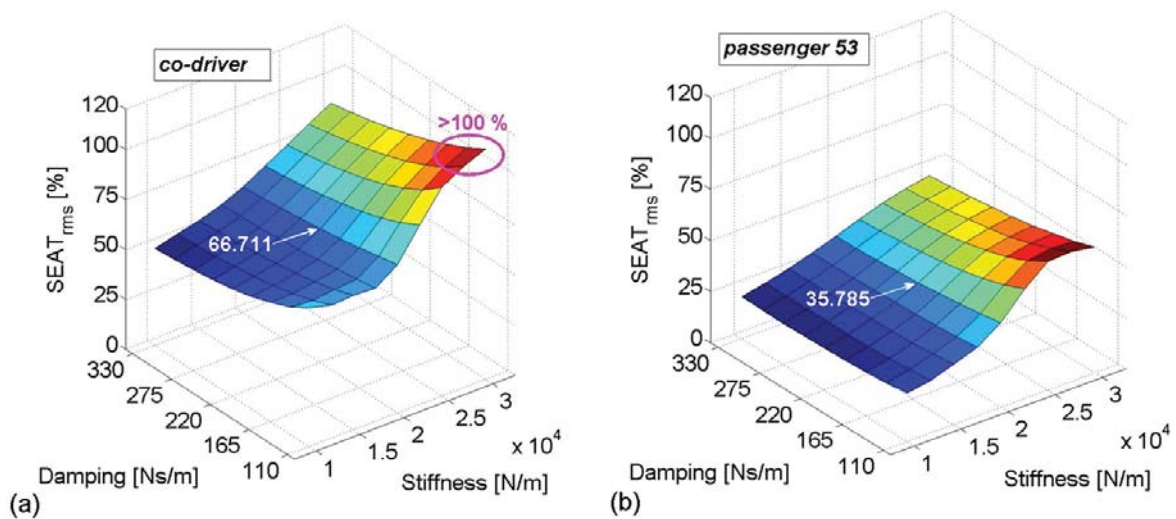 co-driver
>100 %
120
100
75
50
25
0
SEAT_rms [%]
66.711
330
275
220
165
110
Damping [Ns/m]
1
1.5
2
2.5
3
x 10^4
Stiffness [N/m]
(a)
passenger 53
120
100
75
50
25
0
SEAT_rms [%]
35.785
330
275
220
165
110
Damping [Ns/m]
1
1.5
2
2.5
3
x 10^4
Stiffness [N/m]
(b)